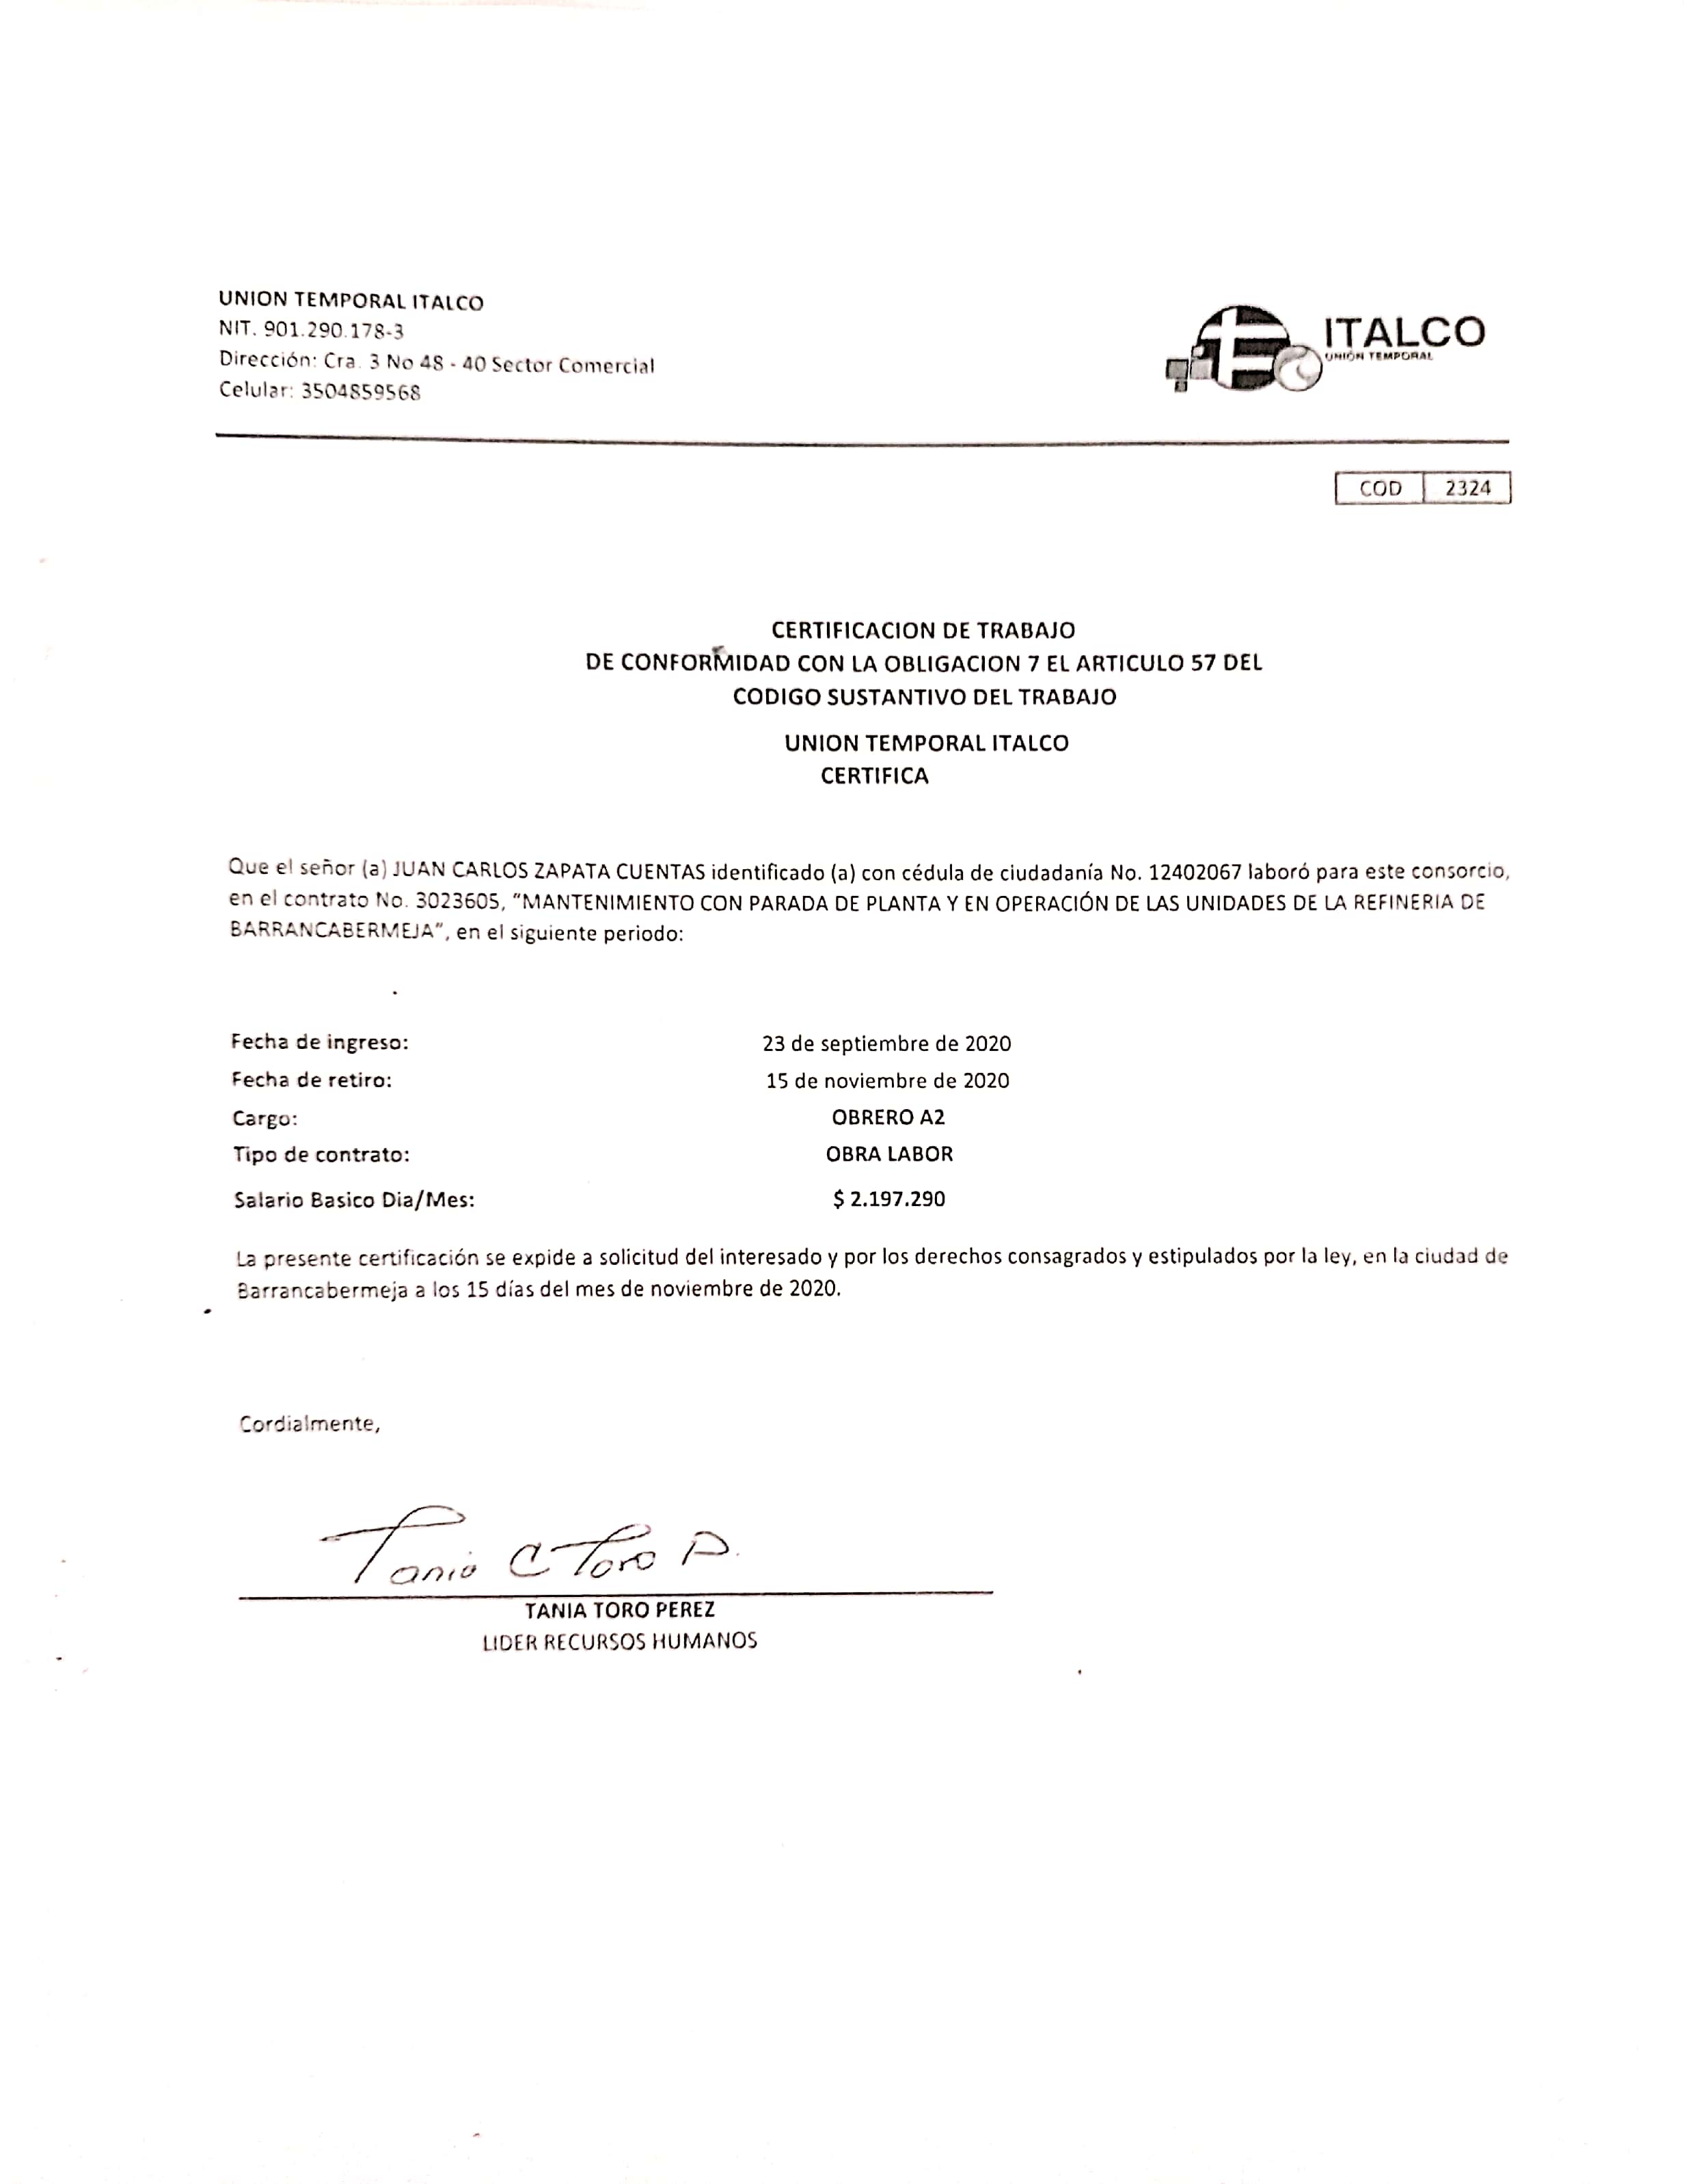 UNION TEMPORAL ITALCO
NIT. 901.290.178-3
Dirección: Cra. 3 No 48 - 40 Sector Comercial
Celular: 3504859568
ITALCO
UNIÓN TEMPORAL
COD 2324
CERTIFICACION DE TRABAJO
DE CONFORMIDAD CON LA OBLIGACION 7 EL ARTICULO 57 DEL
CODIGO SUSTANTIVO DEL TRABAJO
UNION TEMPORAL ITALCO
CERTIFICA
Que el señor (a) JUAN CARLOS ZAPATA CUENTAS identificado (a) con cédula de ciudadanía No. 12402067 laboró para este consorcio,
en el contrato No. 3023605, “MANTENIMIENTO CON PARADA DE PLANTA Y EN OPERACIÓN DE LAS UNIDADES DE LA REFINERIA DE
BARRANCABERMEJA”, en el siguiente periodo:
Fecha de ingreso: 23 de septiembre de 2020
Fecha de retiro: 15 de noviembre de 2020
Cargo: OBRERO A2
Tipo de contrato: OBRA LABOR
Salario Basico Dia/Mes: $ 2.197.290
La presente certificación se expide a solicitud del interesado y por los derechos consagrados y estipulados por la ley, en la ciudad de
Barrancabermeja a los 15 días del mes de noviembre de 2020.
Cordialmente,
Tania C Toro P.
TANIA TORO PEREZ
LIDER RECURSOS HUMANOS